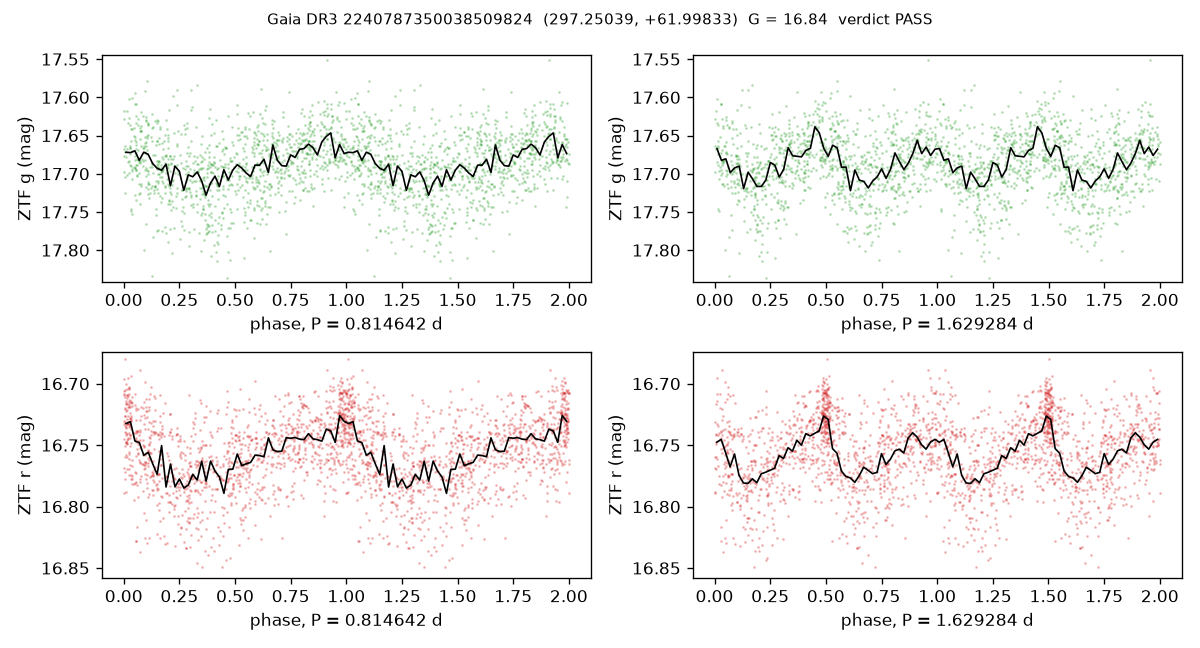 Gaia DR3 2240787350038509824 (297.25039, +61.99833) G = 16.84 verdict PASS
ZTF g (mag)
17.55
17.60
17.65
17.70
17.75
17.80
0.00 0.25 0.50 0.75 1.00 1.25 1.50 1.75 2.00
phase, P = 0.814642 d
17.55
17.60
17.65
17.70
17.75
17.80
ZTF g (mag)
0.00 0.25 0.50 0.75 1.00 1.25 1.50 1.75 2.00
phase, P = 1.629284 d
ZTF r (mag)
16.70
16.75
16.80
16.85
0.00 0.25 0.50 0.75 1.00 1.25 1.50 1.75 2.00
phase, P = 0.814642 d
ZTF r (mag)
16.70
16.75
16.80
16.85
0.00 0.25 0.50 0.75 1.00 1.25 1.50 1.75 2.00
phase, P = 1.629284 d